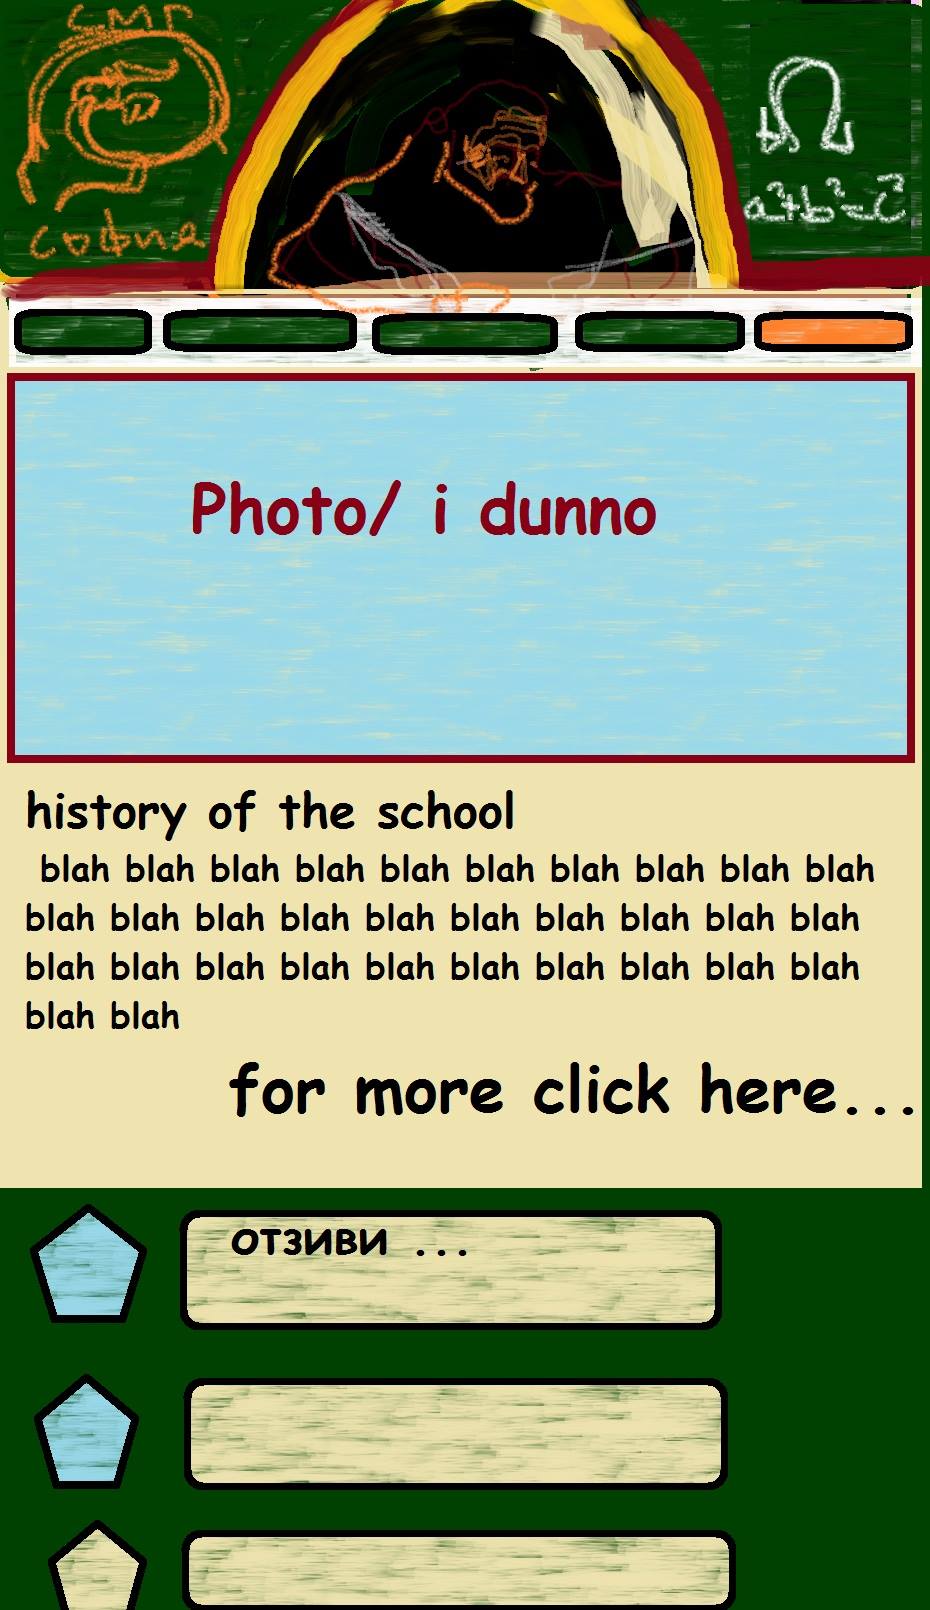 СМГ
Ω
a²+b²=c²
софия
Photo/ i dunno
history of the school
blah blah blah blah blah blah blah blah blah blah
blah blah blah blah blah blah blah blah blah blah
blah blah blah blah blah blah blah blah blah blah
blah blah
for more click here...
отзиви ...